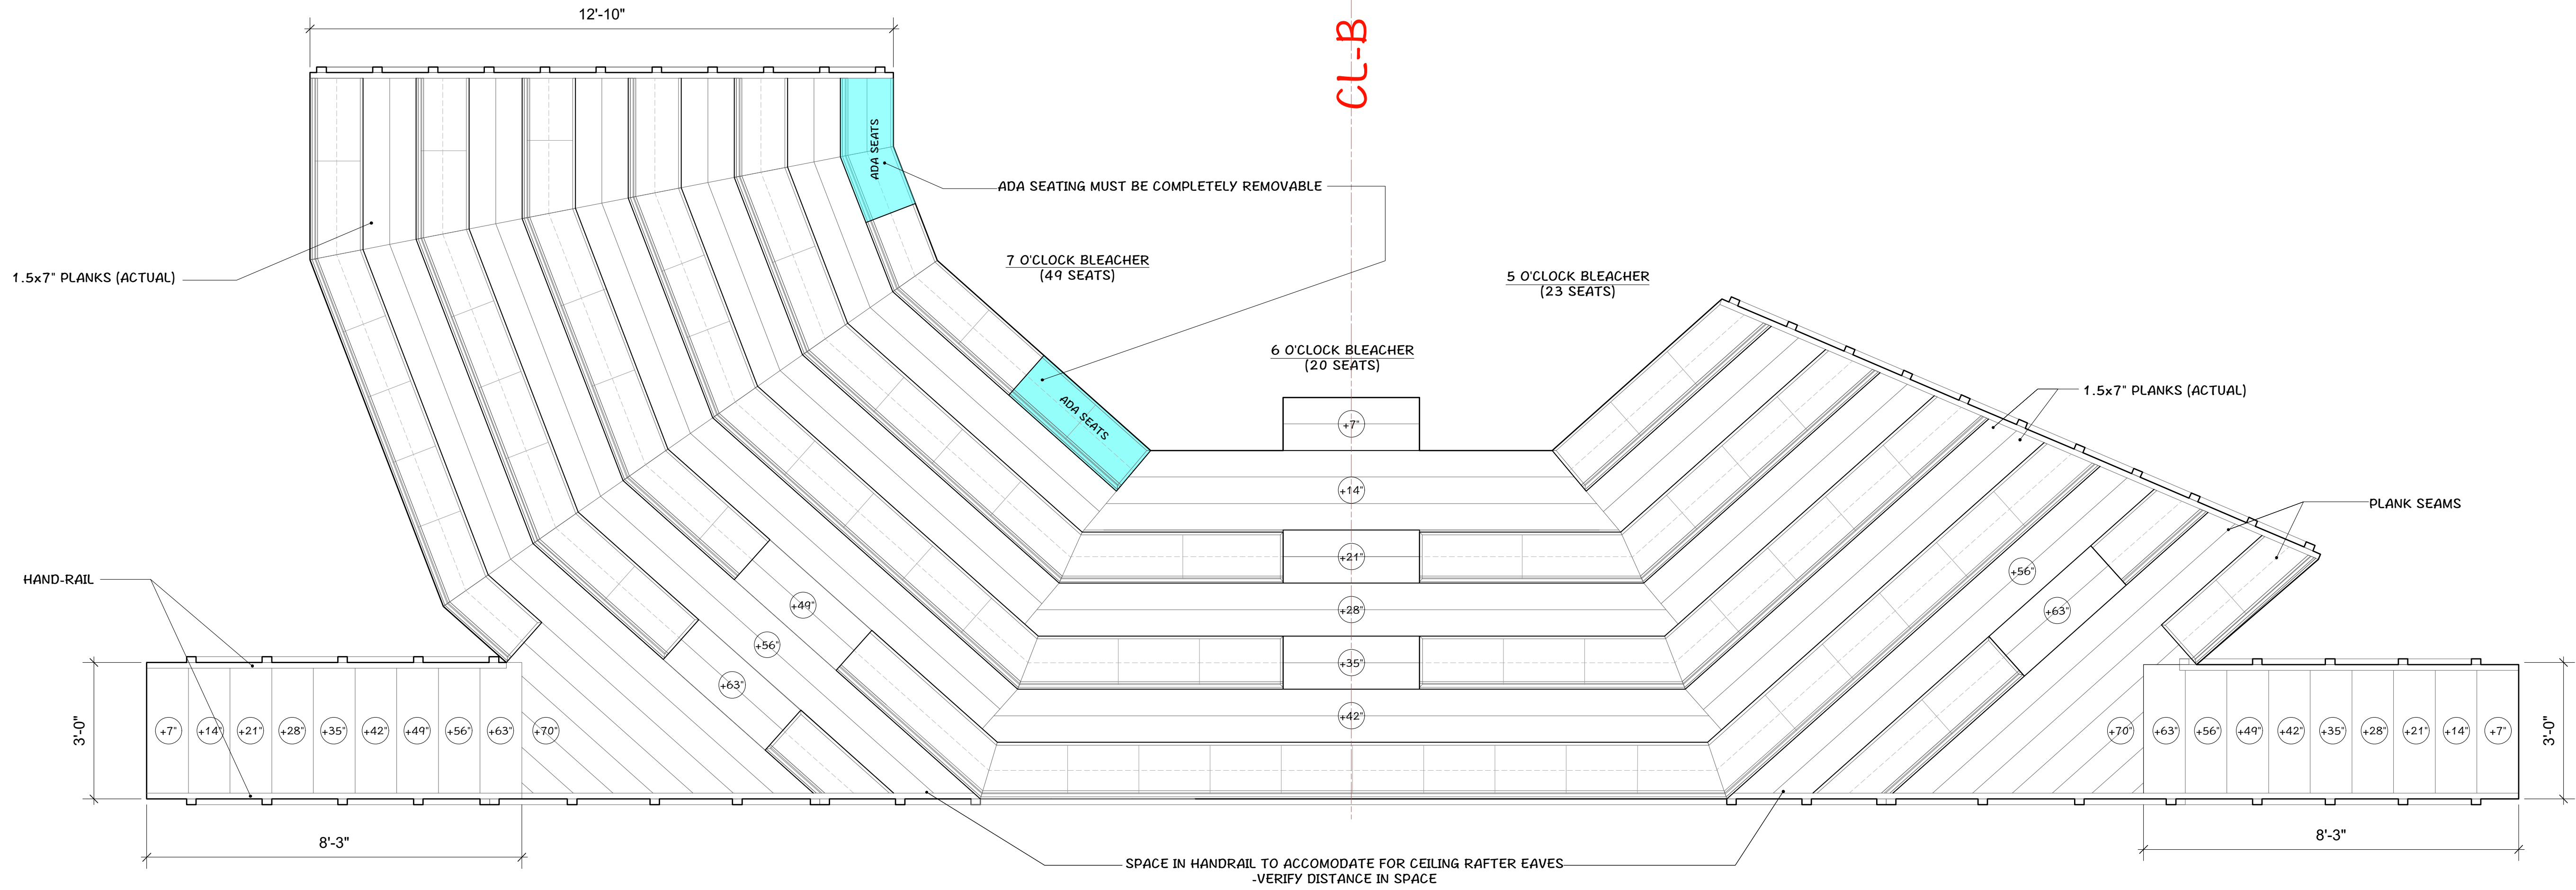 12'-10"
CL-B
ADA SEATS
ADA SEATING MUST BE COMPLETELY REMOVABLE
1.5x7" PLANKS (ACTUAL)
7 O'CLOCK BLEACHER
(49 SEATS)
5 O'CLOCK BLEACHER
(23 SEATS)
6 O'CLOCK BLEACHER
(20 SEATS)
1.5x7" PLANKS (ACTUAL)
ADA SEATS
+7"
+14"
PLANK SEAMS
+21"
+56"
HAND-RAIL
+49"
+28"
+63"
+56"
+35"
+63"
+42"
3'-0"
+7" +14" +21" +28" +35" +42" +49" +56" +63" +70"
+70" +63" +56" +49" +42" +35" +28" +21" +14" +7"
3'-0"
8'-3"
8'-3"
SPACE IN HANDRAIL TO ACCOMODATE FOR CEILING RAFTER EAVES
-VERIFY DISTANCE IN SPACE